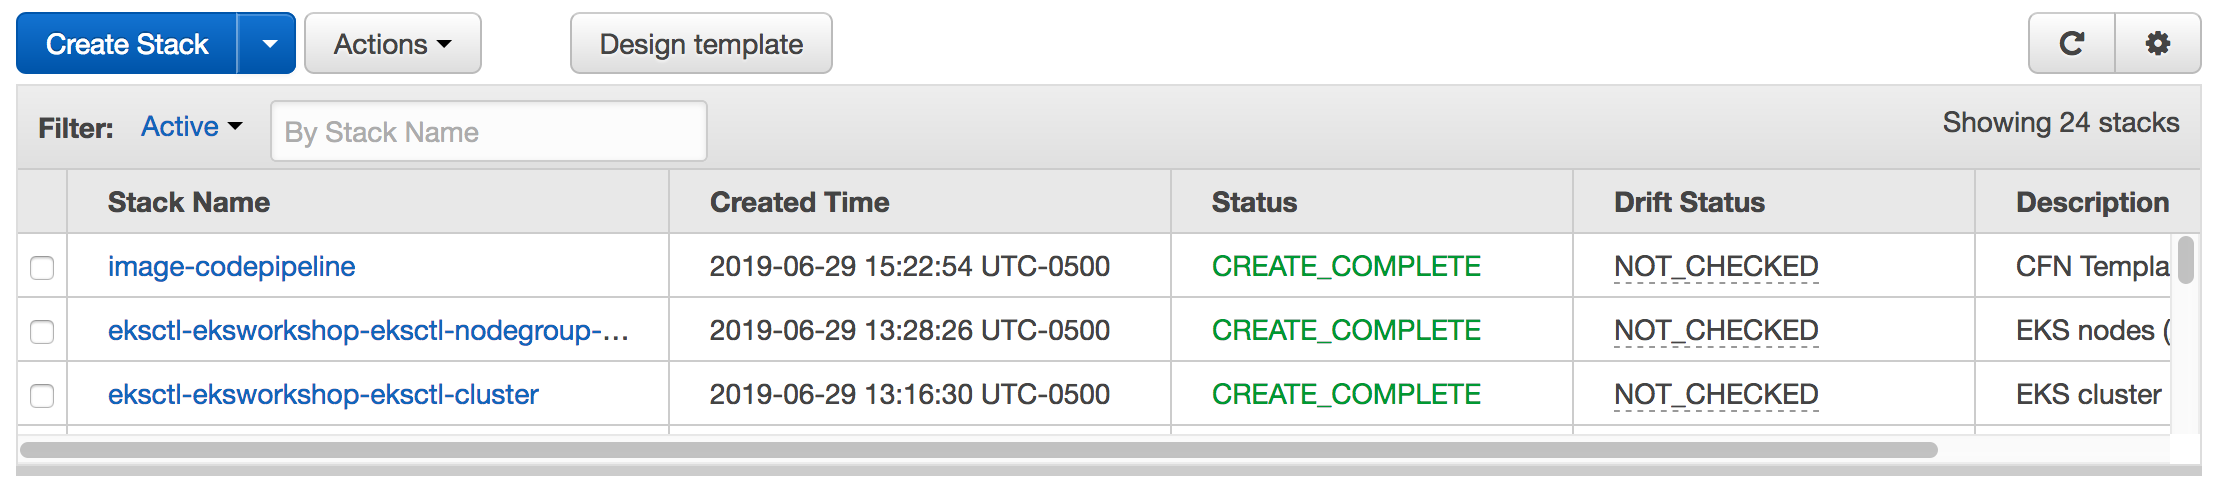 Create Stack Actions Design template
Filter: Active By Stack Name Showing 24 stacks
Stack Name Created Time Status Drift Status Description
image-codepipeline 2019-06-29 15:22:54 UTC-0500 CREATE_COMPLETE NOT_CHECKED CFN Templa
eksctl-eksworkshop-eksctl-nodegroup-... 2019-06-29 13:28:26 UTC-0500 CREATE_COMPLETE NOT_CHECKED EKS nodes (
eksctl-eksworkshop-eksctl-cluster 2019-06-29 13:16:30 UTC-0500 CREATE_COMPLETE NOT_CHECKED EKS cluster